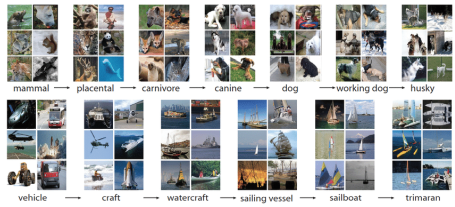 mammal → placental → carnivore → canine → dog → working dog → husky
vehicle → craft → watercraft → sailing vessel → sailboat → trimaran